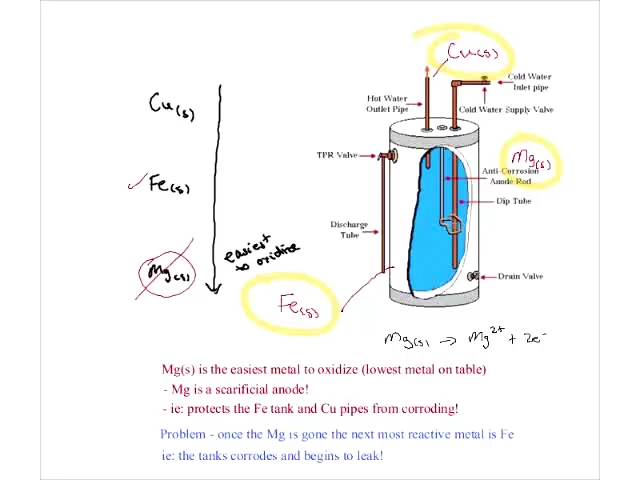 Cu(s)
Fe(s)
Mg(s)
easiest
to oxidize
Cu(s)
Cold Water
Inlet pipe
Hot Water
Outlet Pipe
Cold Water Supply Valve
TPR Valve
Mg(s)
Anti-Corrosion
Anode Rod
Dip Tube
Discharge
Tube
Drain Valve
Fe(s)
Mg(s) → Mg²⁺ + 2e⁻
Mg(s) is the easiest metal to oxidize (lowest metal on table)
- Mg is a scarificial anode!
- ie: protects the Fe tank and Cu pipes from corroding!
Problem - once the Mg is gone the next most reactive metal is Fe
ie: the tanks corrodes and begins to leak!